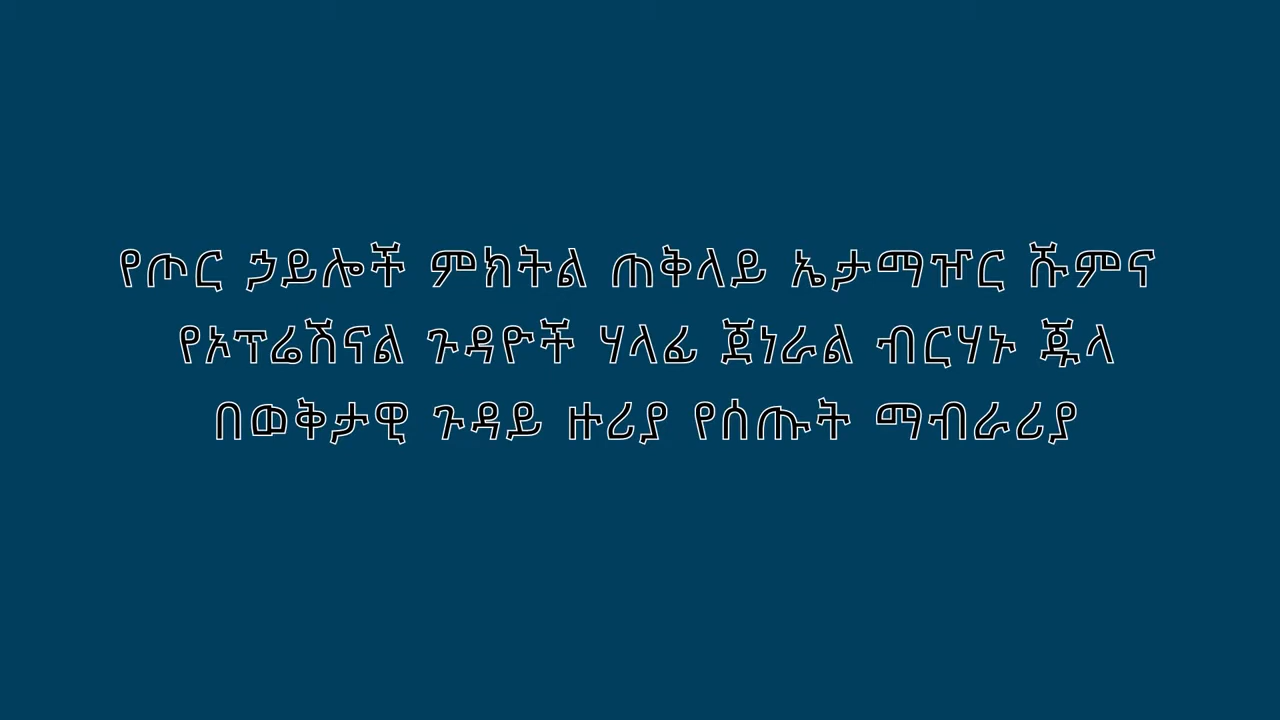 የጦር ኃይሎች ምክትል ጠቅላይ ኤታማዦር ሹምና
የኦፕሬሽናል ጉዳዮች ሃላፊ ጀነራል ብርሃኑ ጁላ
በወቅታዊ ጉዳይ ዙሪያ የሰጡት ማብራሪያ